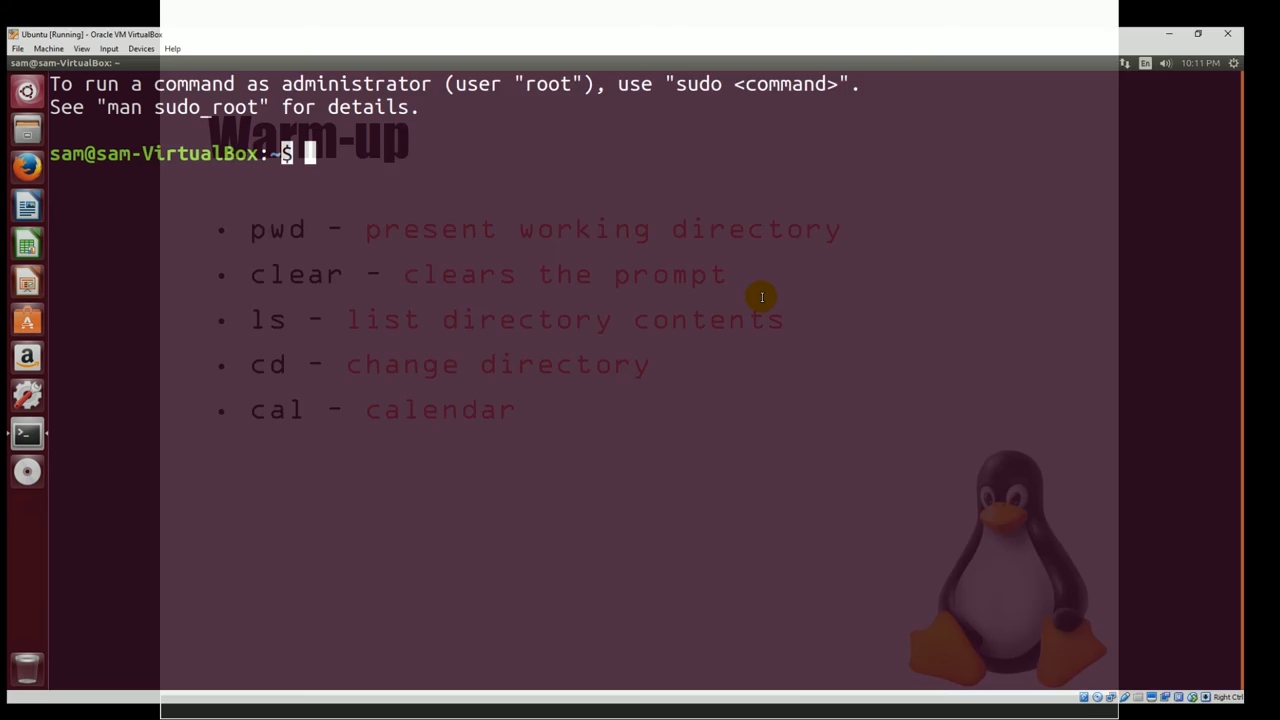 Ubuntu [Running] - Oracle VM VirtualBox
File Machine View Input Devices Help
sam@sam-VirtualBox: ~
En 10:11 PM
To run a command as administrator (user "root"), use "sudo <command>".
See "man sudo_root" for details.
Warm-up
sam@sam-VirtualBox:~$
• pwd - present working directory
• clear - clears the prompt
• ls - list directory contents
• cd - change directory
• cal - calendar
Right Ctrl